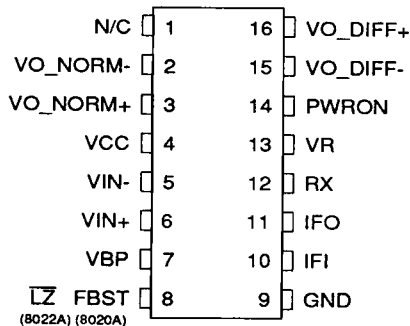 N/C 1 16 VO_DIFF+
VO_NORM- 2 15 VO_DIFF-
VO_NORM+ 3 14 PWRON
VCC 4 13 VR
VIN- 5 12 RX
VIN+ 6 11 IFO
VBP 7 10 IFI
LZ FBST 8 9 GND
(8022A) (8020A)